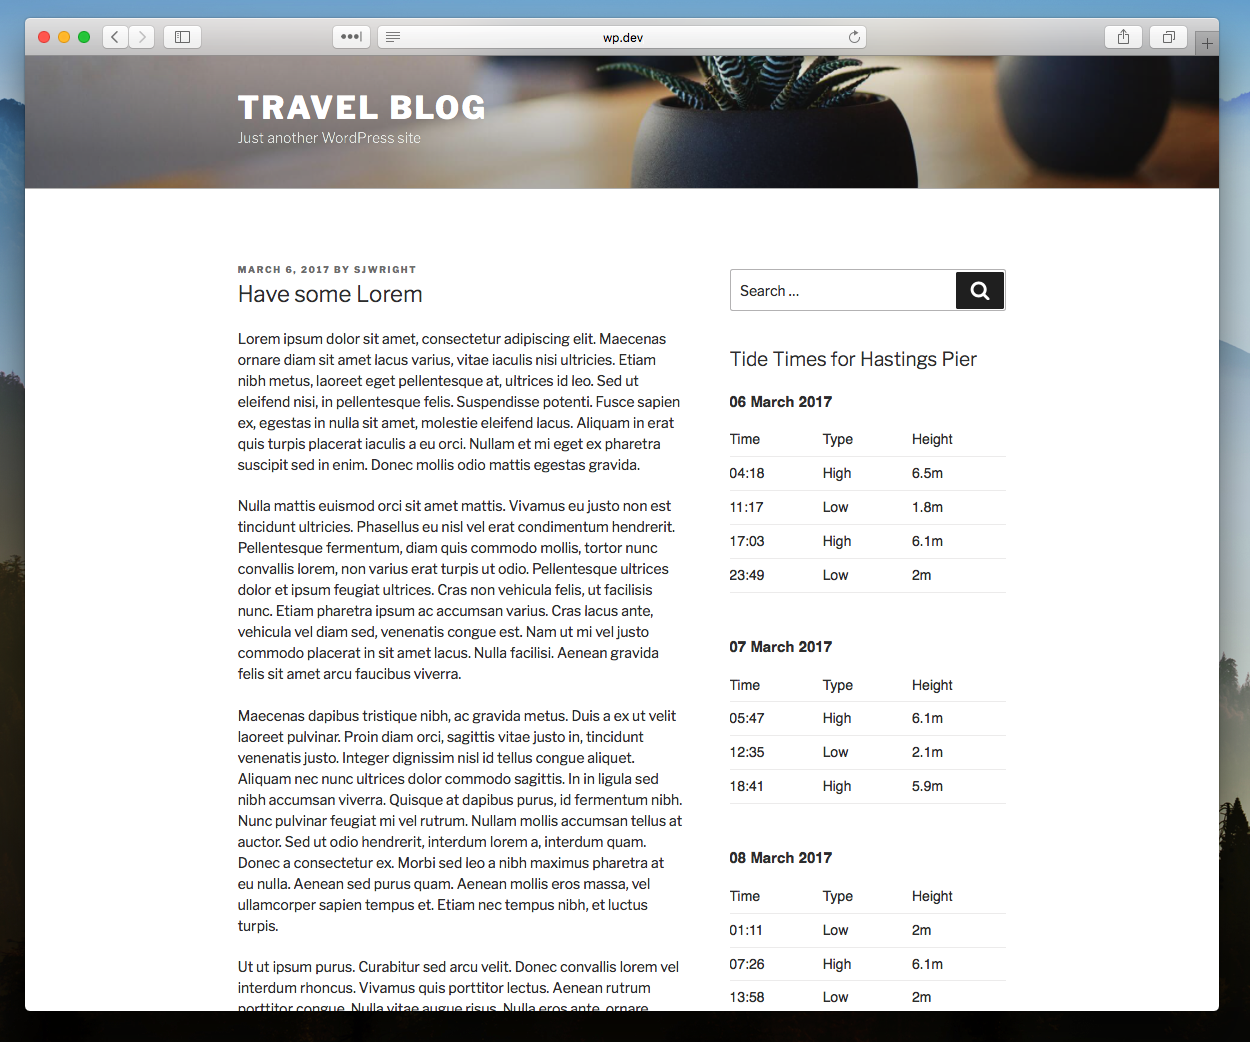 wp.dev
TRAVEL BLOG
Just another WordPress site
MARCH 6, 2017 BY SJWRIGHT
Have some Lorem
Lorem ipsum dolor sit amet, consectetur adipiscing elit. Maecenas
ornare diam sit amet lacus varius, vitae iaculis nisi ultricies. Etiam
nibh metus, laoreet eget pellentesque at, ultrices id leo. Sed ut
eleifend nisi, in pellentesque felis. Suspendisse potenti. Fusce sapien
ex, egestas in nulla sit amet, molestie eleifend lacus. Aliquam in erat
quis turpis placerat iaculis a eu orci. Nullam et mi eget ex pharetra
suscipit sed in enim. Donec mollis odio mattis egestas gravida.
Nulla mattis euismod orci sit amet mattis. Vivamus eu justo non est
tincidunt ultricies. Phasellus eu nisl vel erat condimentum hendrerit.
Pellentesque fermentum, diam quis commodo mollis, tortor nunc
convallis lorem, non varius erat turpis ut odio. Pellentesque ultrices
dolor et ipsum feugiat ultrices. Cras non vehicula felis, ut facilisis
nunc. Etiam pharetra ipsum ac accumsan varius. Cras lacus ante,
vehicula vel diam sed, venenatis congue est. Nam ut mi vel justo
commodo placerat in sit amet lacus. Nulla facilisi. Aenean gravida
felis sit amet arcu faucibus viverra.
Maecenas dapibus tristique nibh, ac gravida metus. Duis a ex ut velit
laoreet pulvinar. Proin diam orci, sagittis vitae justo in, tincidunt
venenatis justo. Integer dignissim nisl id tellus congue aliquet.
Aliquam nec nunc ultrices dolor commodo sagittis. In in ligula sed
nibh accumsan viverra. Quisque at dapibus purus, id fermentum nibh.
Nunc pulvinar feugiat mi vel rutrum. Nullam mollis accumsan tellus at
auctor. Sed ut odio hendrerit, interdum lorem a, interdum quam.
Donec a consectetur ex. Morbi sed leo a nibh maximus pharetra at
eu nulla. Aenean sed purus quam. Aenean mollis eros massa, vel
ullamcorper sapien tempus et. Etiam nec tempus nibh, et luctus
turpis.
Ut ut ipsum purus. Curabitur sed arcu velit. Donec convallis lorem vel
interdum rhoncus. Vivamus quis porttitor lectus. Aenean rutrum
porttitor congue. Nulla vitae augue risus. Nulla eros ante, ornare
Search ...
Tide Times for Hastings Pier
06 March 2017
Time Type Height
04:18 High 6.5m
11:17 Low 1.8m
17:03 High 6.1m
23:49 Low 2m
07 March 2017
Time Type Height
05:47 High 6.1m
12:35 Low 2.1m
18:41 High 5.9m
08 March 2017
Time Type Height
01:11 Low 2m
07:26 High 6.1m
13:58 Low 2m